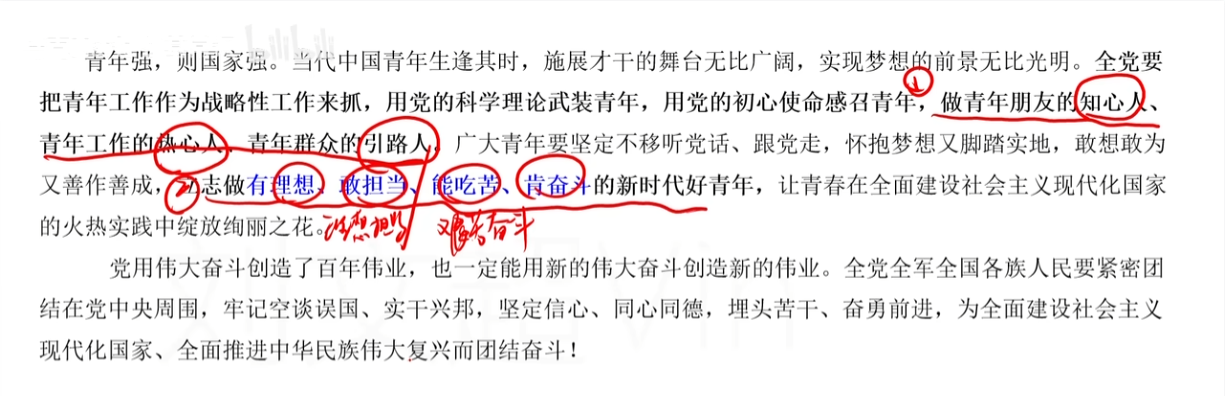 青年强，则国家强。当代中国青年生逢其时，施展才干的舞台无比广阔，实现梦想的前景无比光明。全党要
①
把青年工作作为战略性工作来抓，用党的科学理论武装青年，用党的初心使命感召青年，做青年朋友的知心人、
青年工作的热心人、青年群众的引路人。广大青年要坚定不移听党话、跟党走，怀抱梦想又脚踏实地，敢想敢为
又善作善成，②志做有理想、敢担当、能吃苦、肯奋斗的新时代好青年，让青春在全面建设社会主义现代化国家
的火热实践中绽放绚丽之花。担当 苦奋斗
党用伟大奋斗创造了百年伟业，也一定能用新的伟大奋斗创造新的伟业。全党全军全国各族人民要紧密团
结在党中央周围，牢记空谈误国、实干兴邦，坚定信心、同心同德，埋头苦干、奋勇前进，为全面建设社会主义
现代化国家、全面推进中华民族伟大复兴而团结奋斗！